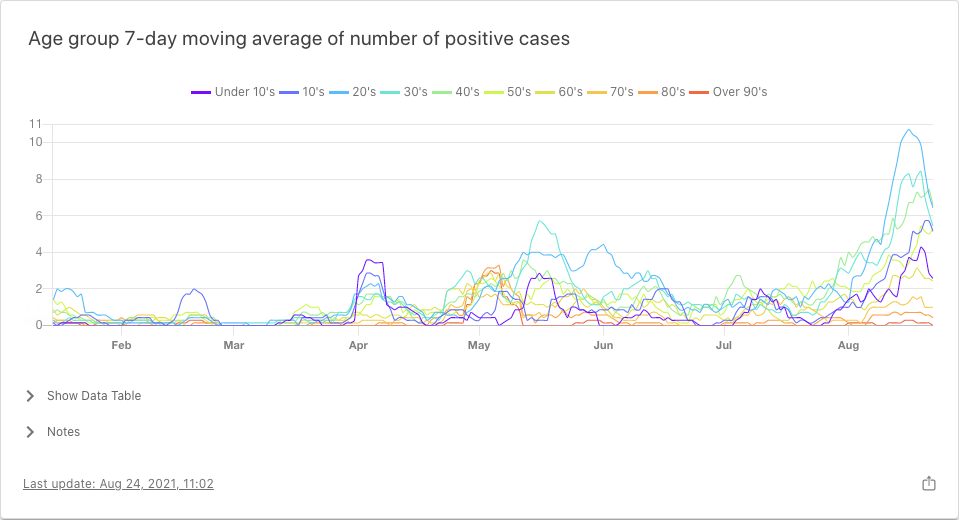 Age group 7-day moving average of number of positive cases
Under 10's 10's 20's 30's 40's 50's 60's 70's 80's Over 90's
11
10
8
6
4
2
0
Feb Mar Apr May Jun Jul Aug
Show Data Table
Notes
Last update: Aug 24, 2021, 11:02